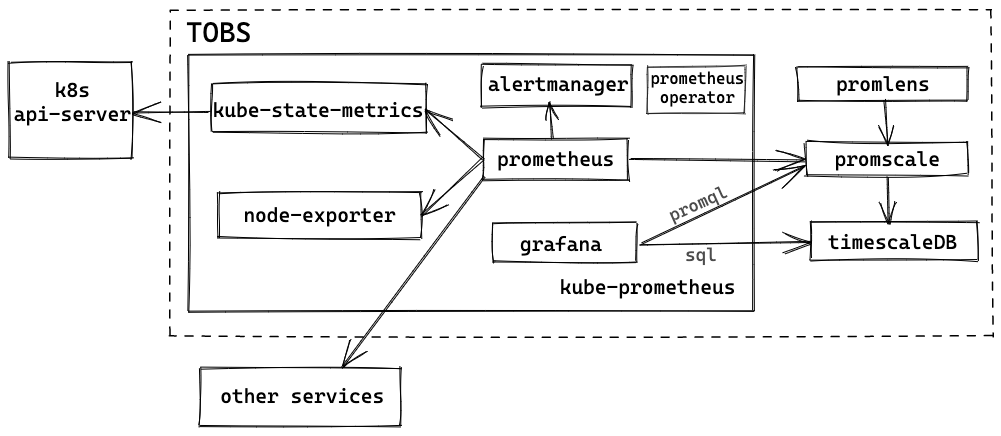 TOBS
k8s
api-server
kube-state-metrics
alertmanager
prometheus
operator
promlens
prometheus
promscale
node-exporter
promql
grafana
sql
timescaleDB
kube-prometheus
other services